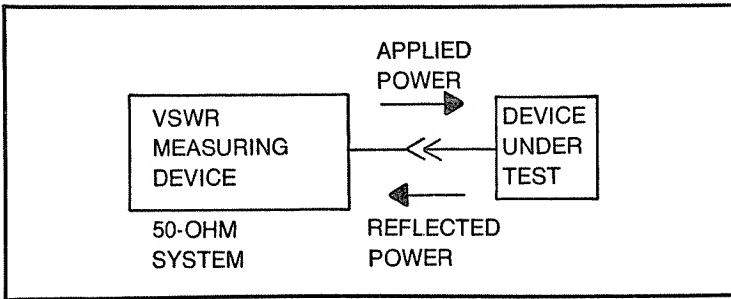 APPLIED
POWER
VSWR
MEASURING
DEVICE
DEVICE
UNDER
TEST
50-OHM
SYSTEM
REFLECTED
POWER